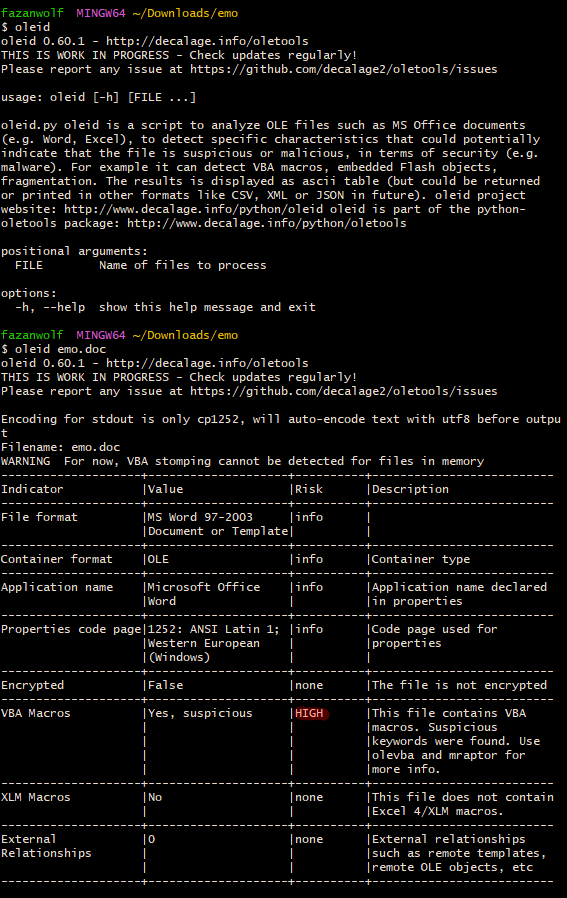 fazanwolf MINGW64 ~/Downloads/emo
$ oleid
oleid 0.60.1 - http://decalage.info/oletools
THIS IS WORK IN PROGRESS - Check updates regularly!
Please report any issue at https://github.com/decalage2/oletools/issues

usage: oleid [-h] [FILE ...]

oleid.py oleid is a script to analyze OLE files such as MS Office documents
(e.g. Word, Excel), to detect specific characteristics that could potentially
indicate that the file is suspicious or malicious, in terms of security (e.g.
malware). For example it can detect VBA macros, embedded Flash objects,
fragmentation. The results is displayed as ascii table (but could be returned
or printed in other formats like CSV, XML or JSON in future). oleid project
website: http://www.decalage.info/python/oleid oleid is part of the python-
oletools package: http://www.decalage.info/python/oletools

positional arguments:
  FILE        Name of files to process

options:
  -h, --help  show this help message and exit

fazanwolf MINGW64 ~/Downloads/emo
$ oleid emo.doc
oleid 0.60.1 - http://decalage.info/oletools
THIS IS WORK IN PROGRESS - Check updates regularly!
Please report any issue at https://github.com/decalage2/oletools/issues

Encoding for stdout is only cp1252, will auto-encode text with utf8 before outpu
t
Filename: emo.doc
WARNING  For now, VBA stomping cannot be detected for files in memory
--------------------+--------------------+----------+--------------------------
Indicator           |Value               |Risk      |Description
--------------------+--------------------+----------+--------------------------
File format         |MS Word 97-2003     |info      |
                    |Document or Template|          |
--------------------+--------------------+----------+--------------------------
Container format    |OLE                 |info      |Container type
--------------------+--------------------+----------+--------------------------
Application name    |Microsoft Office    |info      |Application name declared
                    |Word                |          |in properties
--------------------+--------------------+----------+--------------------------
Properties code page|1252: ANSI Latin 1; |info      |Code page used for
                    |Western European    |          |properties
                    |(Windows)           |          |
--------------------+--------------------+----------+--------------------------
Encrypted           |False               |none      |The file is not encrypted
--------------------+--------------------+----------+--------------------------
VBA Macros          |Yes, suspicious     |HIGH      |This file contains VBA
                    |                    |          |macros. Suspicious
                    |                    |          |keywords were found. Use
                    |                    |          |olevba and mraptor for
                    |                    |          |more info.
--------------------+--------------------+----------+--------------------------
XLM Macros          |No                  |none      |This file does not contain
                    |                    |          |Excel 4/XLM macros.
--------------------+--------------------+----------+--------------------------
External            |0                   |none      |External relationships
Relationships       |                    |          |such as remote templates,
                    |                    |          |remote OLE objects, etc
--------------------+--------------------+----------+--------------------------